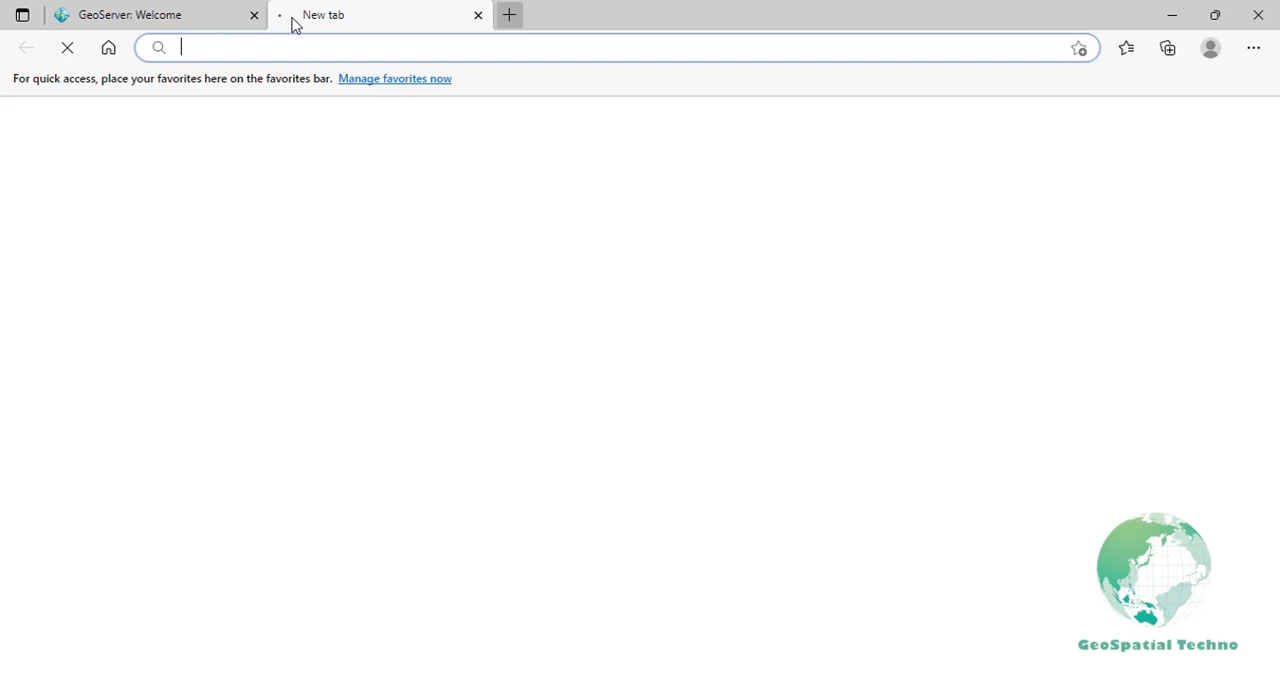 GeoServer: Welcome
New tab
For quick access, place your favorites here on the favorites bar. Manage favorites now
GeoSpatial Techno